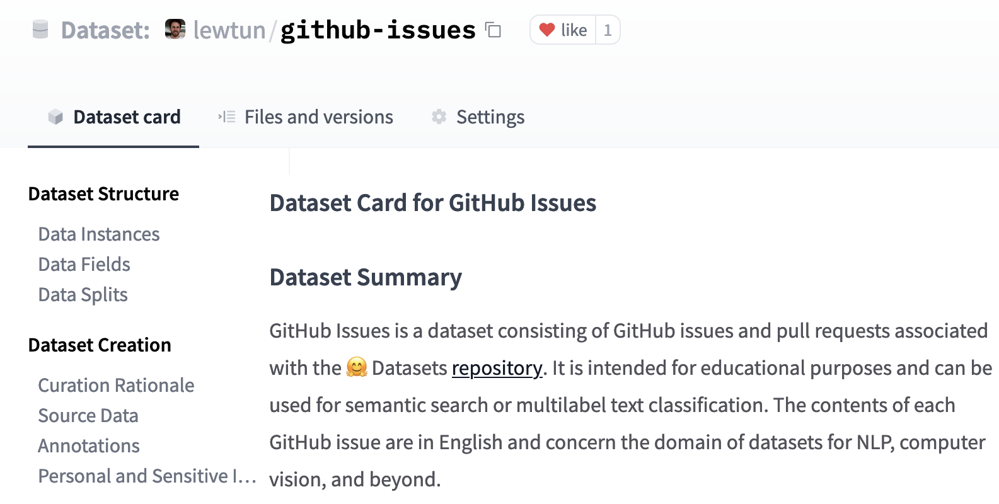 Dataset: lewtun/github-issues like 1
Dataset card Files and versions Settings
Dataset Structure
Data Instances
Data Fields
Data Splits
Dataset Creation
Curation Rationale
Source Data
Annotations
Personal and Sensitive I...
Dataset Card for GitHub Issues
Dataset Summary
GitHub Issues is a dataset consisting of GitHub issues and pull requests associated
with the 🤗 Datasets repository. It is intended for educational purposes and can be
used for semantic search or multilabel text classification. The contents of each
GitHub issue are in English and concern the domain of datasets for NLP, computer
vision, and beyond.